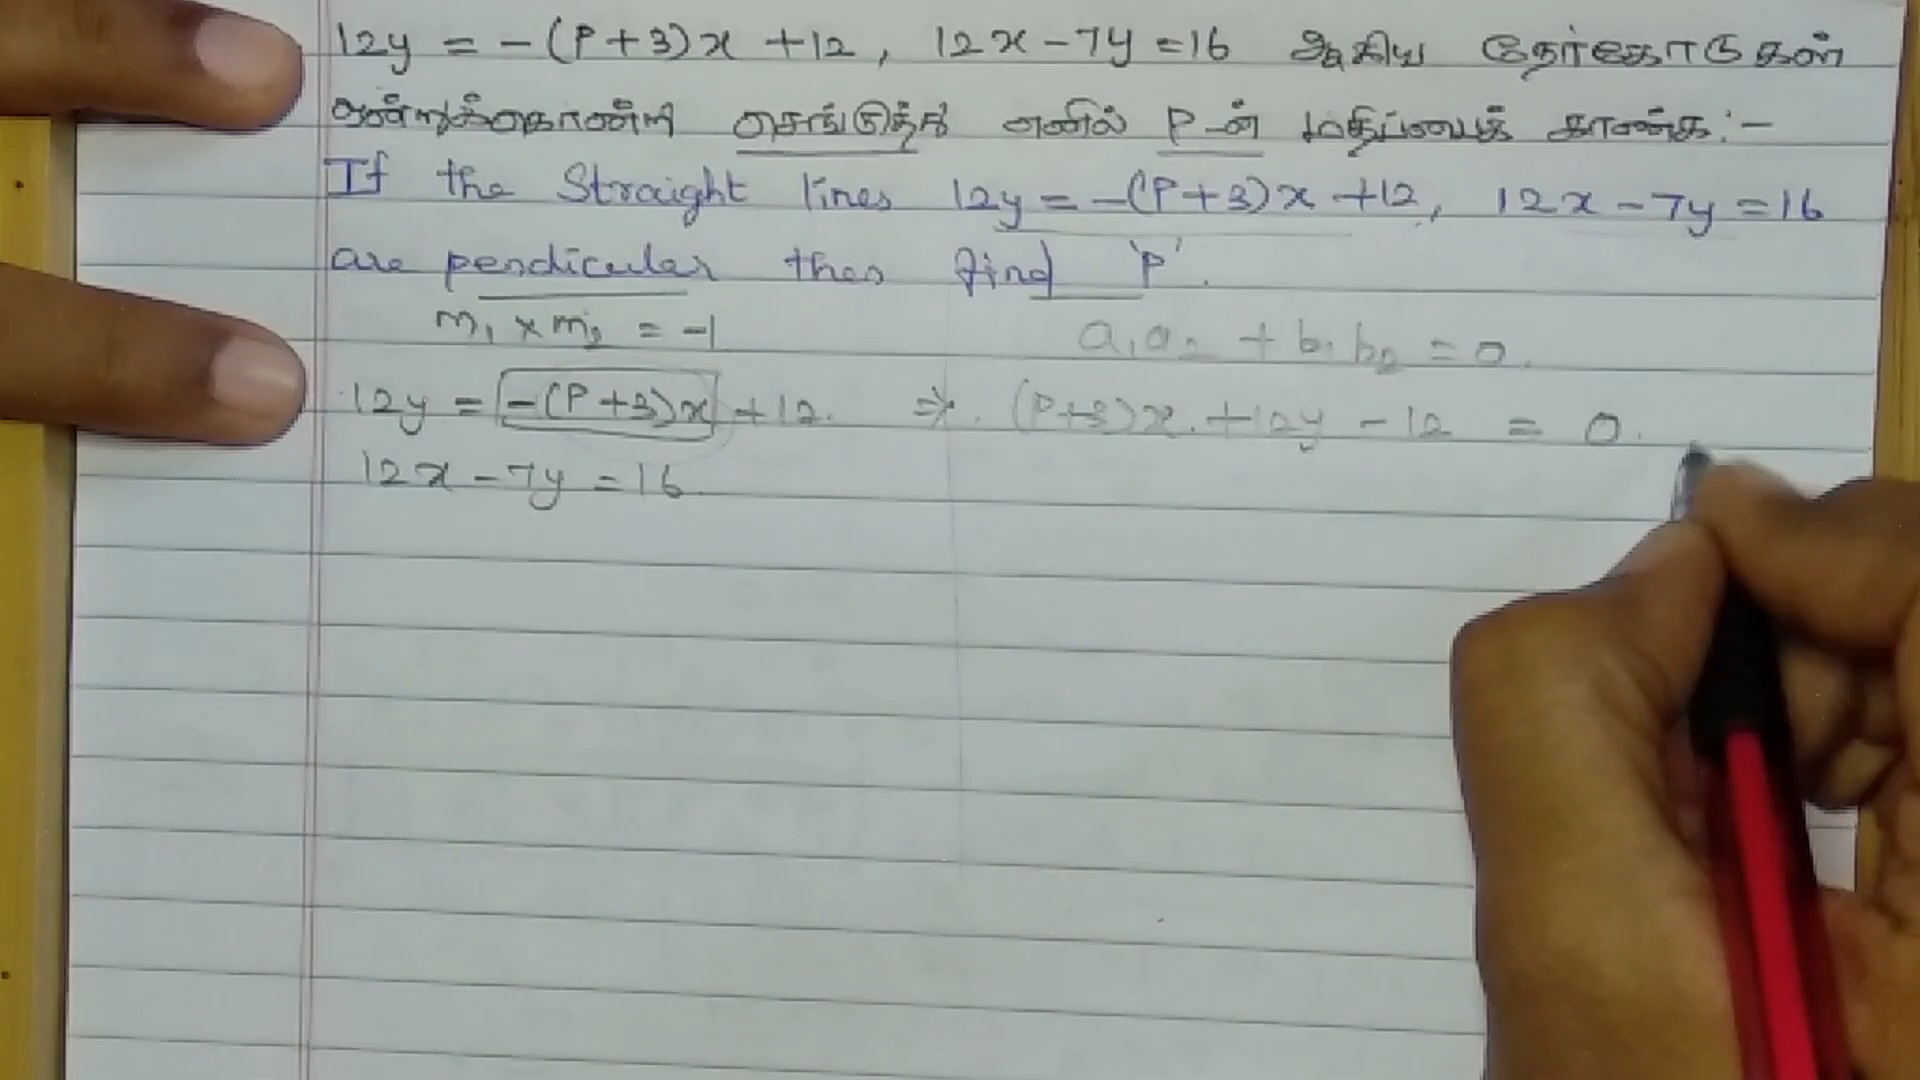 12y = -(P+3)x +12, 12x-7y=16 ஆகிய நேர்கோடுகள்
ஒன்றுக்கொன்று செங்குத்து எனில் P-ன் மதிப்பைக் காண்க:-
If the Straight lines 12y=-(P+3)x+12, 12x-7y=16
are pendicular then find 'P'.
m₁ × m₂ = -1 a₁a₂ + b₁b₂ = 0.
12y = -(P+3)x +12. ⇒. (P+3)x.+12y -12 = 0.
12x -7y =16.